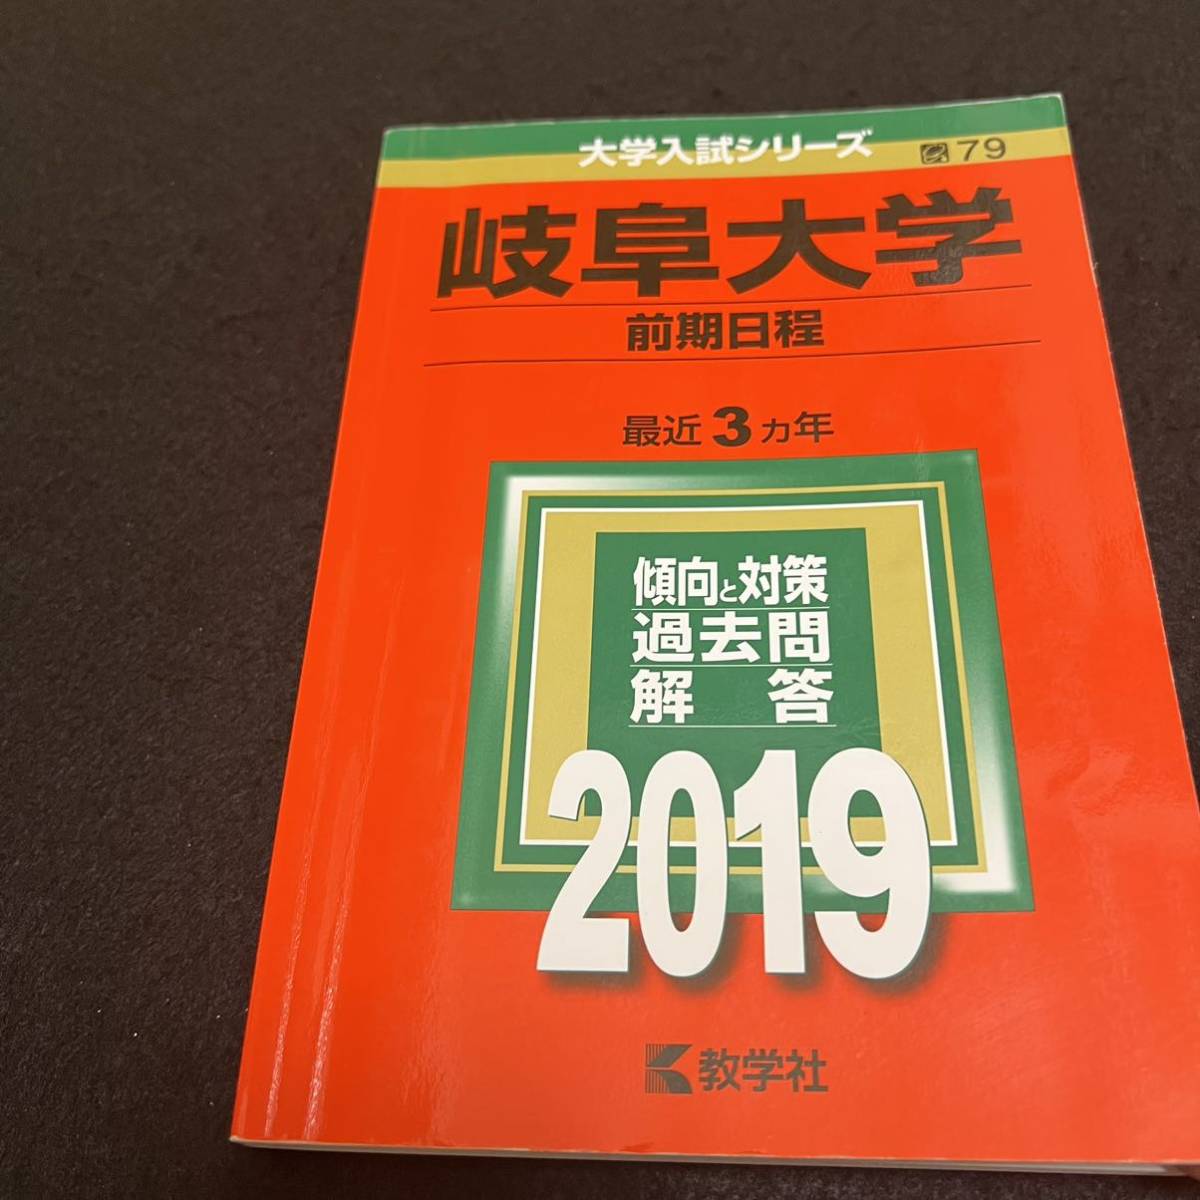 大学入試シリーズ
79
岐阜大学
前期日程
最近3カ年
傾向と対策
過去問
解答
2019
教学社